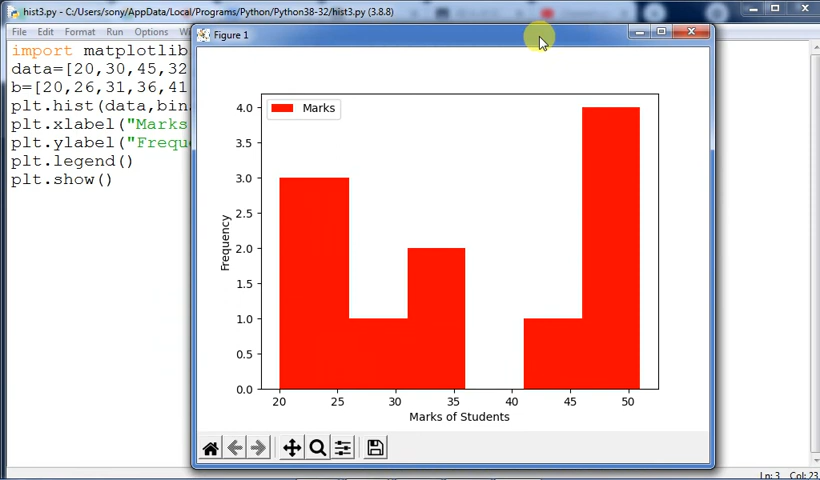 hist3.py - C:/Users/sony/AppData/Local/Programs/Python/Python38-32/hist3.py (3.8.8)
File Edit Format Run Options
import matplotlib
data=[20,30,45,32
b=[20,26,31,36,41
plt.hist(data,bin
plt.xlabel("Marks
plt.ylabel("Freque
plt.legend()
plt.show()
Figure 1
Marks
4.0
3.5
3.0
2.5
2.0
1.5
1.0
0.5
0.0
Frequency
20 25 30 35 40 45 50
Marks of Students
Ln: 3 Col: 23